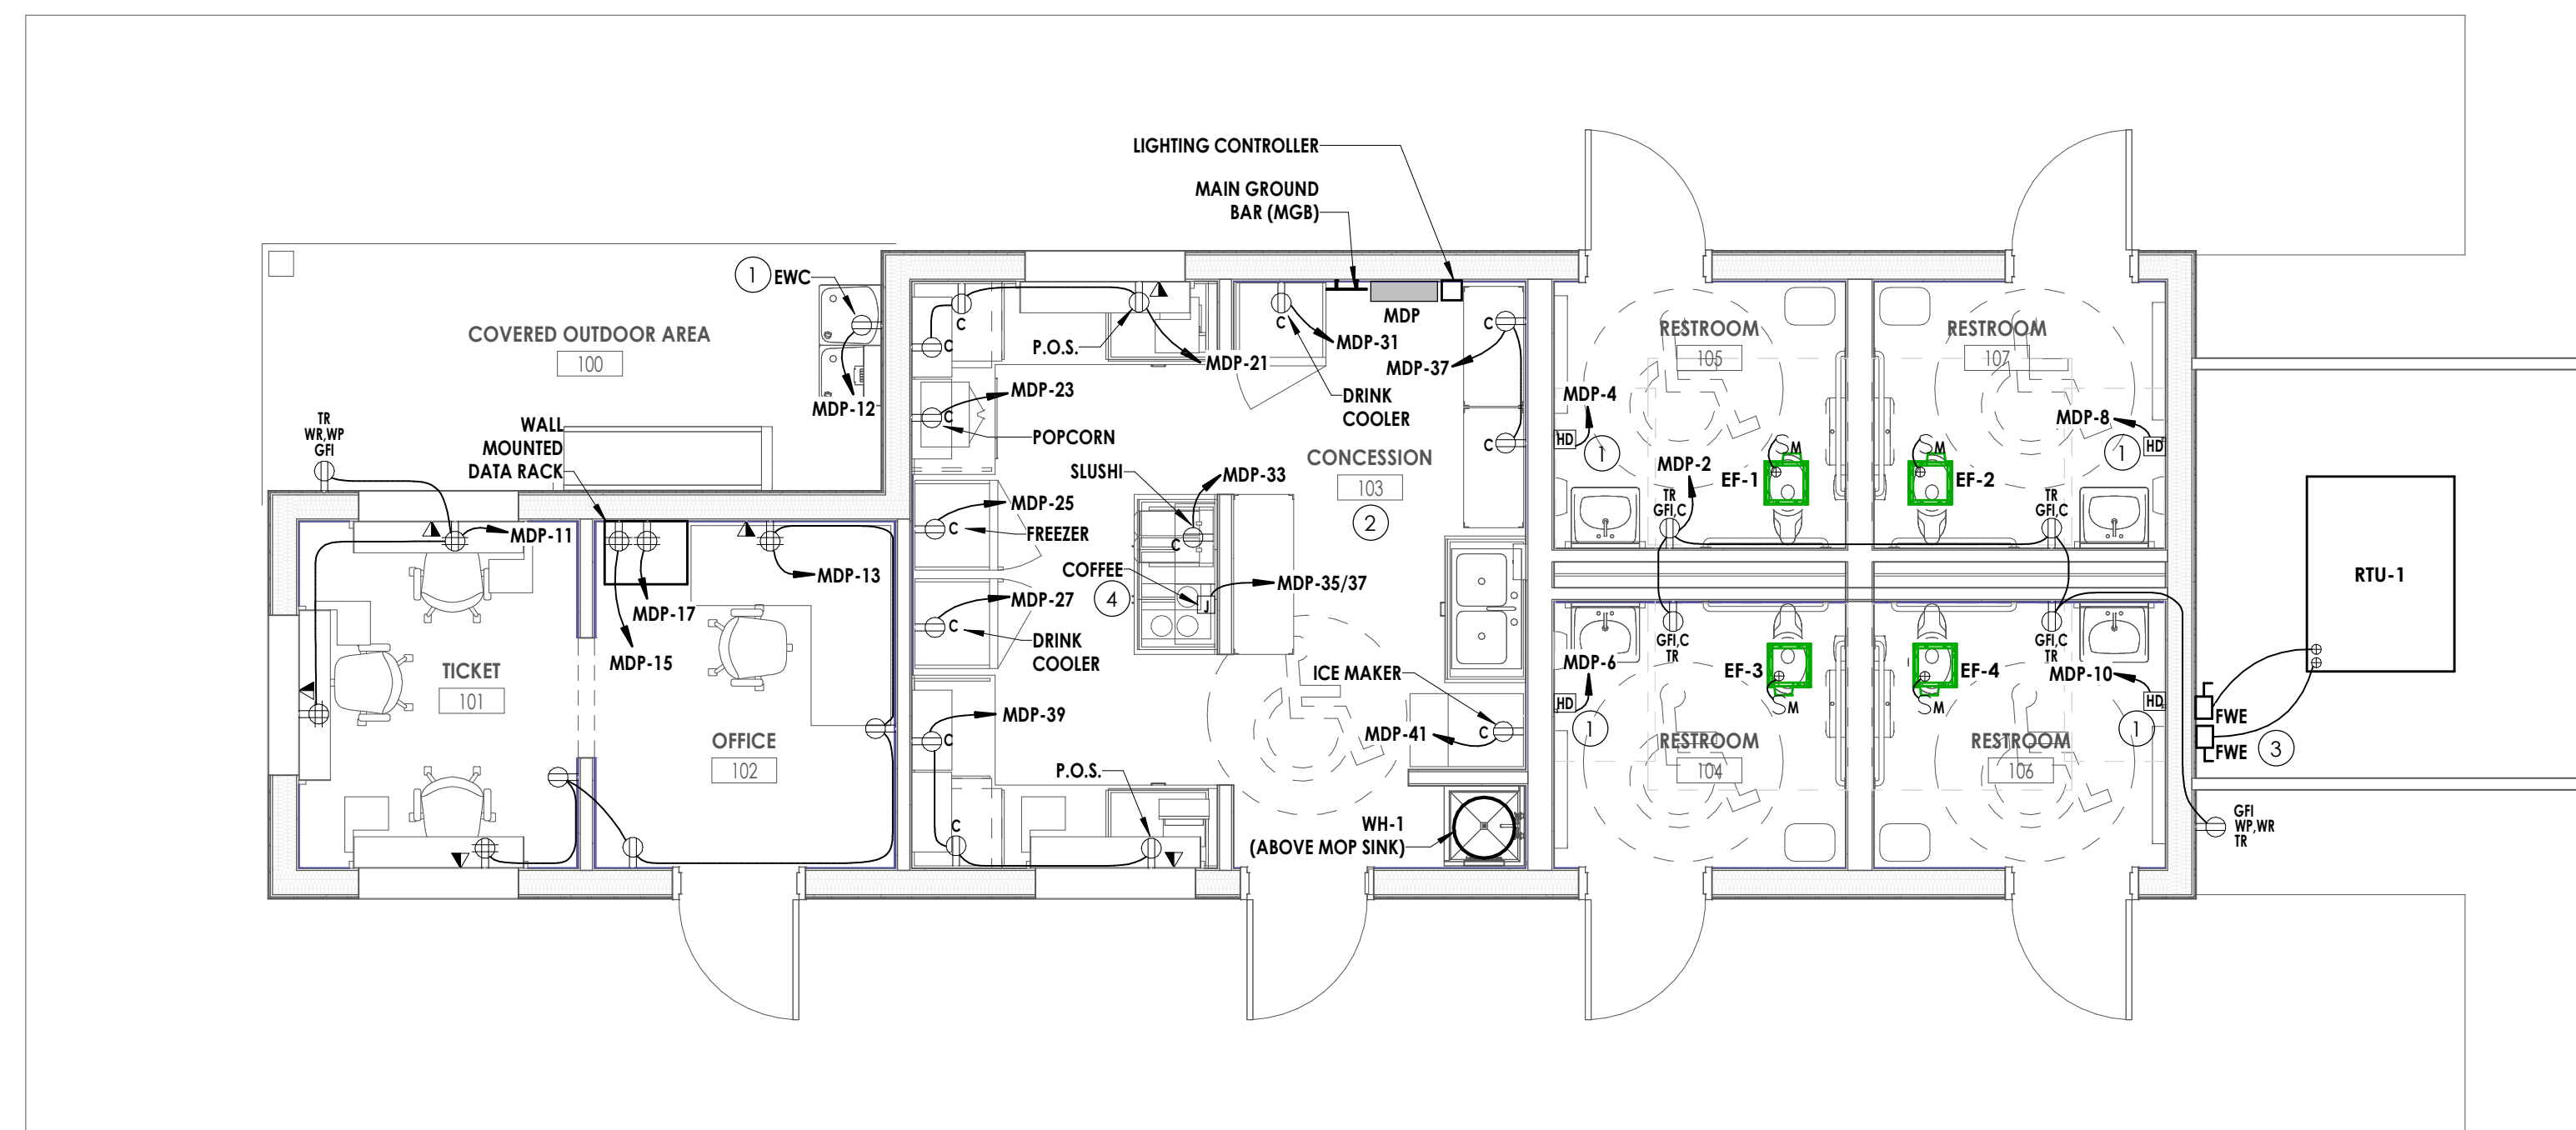 LIGHTING CONTROLLER
MAIN GROUND
BAR (MGB)
1
EWC
COVERED OUTDOOR AREA
100
MDP-12
TR
WR,WP
GFI
WALL
MOUNTED
DATA RACK
MDP-11
MDP-13
MDP-17
MDP-15
TICKET
101
OFFICE
102
C
C
P.O.S.
MDP-21
MDP-23
C
POPCORN
MDP-25
C
FREEZER
MDP-27
C
DRINK
COOLER
MDP-39
C
C
P.O.S.
C
MDP-31
DRINK
COOLER
MDP
C
MDP-37
C
CONCESSION
103
2
SLUSHI
MDP-33
C
COFFEE
4
J
MDP-35/37
ICE MAKER
MDP-41
C
WH-1
(ABOVE MOP SINK)
RESTROOM
105
MDP-4
HD
1
MDP-2
TR
GFI,C
EF-1
M
RESTROOM
107
MDP-8
HD
1
M
EF-2
TR
GFI,C
GFI,C
TR
MDP-6
HD
1
EF-3
M
RESTROOM
104
GFI,C
TR
MDP-10
HD
1
EF-4
M
RESTROOM
106
RTU-1
FWE
FWE
3
GFI
WP,WR
TR